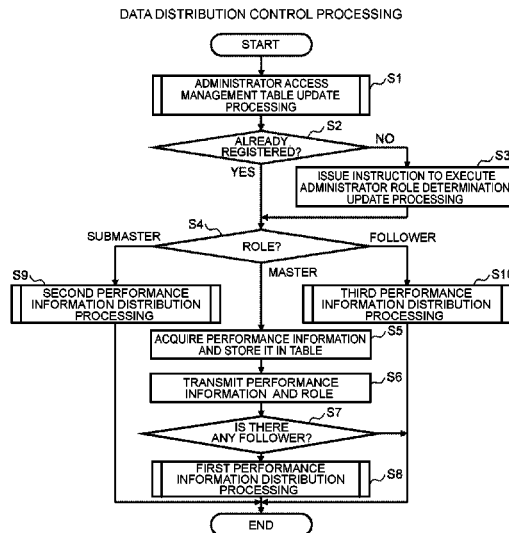 DATA DISTRIBUTION CONTROL PROCESSING
START
S1
ADMINISTRATOR ACCESS
MANAGEMENT TABLE UPDATE
PROCESSING
S2
ALREADY
REGISTERED?
NO
YES
S3
ISSUE INSTRUCTION TO EXECUTE
ADMINISTRATOR ROLE DETERMINATION
UPDATE PROCESSING
S4
ROLE?
SUBMASTER
FOLLOWER
MASTER
S9
SECOND PERFORMANCE
INFORMATION DISTRIBUTION
PROCESSING
S10
THIRD PERFORMANCE
INFORMATION DISTRIBUTION
PROCESSING
S5
ACQUIRE PERFORMANCE INFORMATION
AND STORE IT IN TABLE
S6
TRANSMIT PERFORMANCE
INFORMATION AND ROLE
S7
IS THERE
ANY FOLLOWER?
S8
FIRST PERFORMANCE
INFORMATION DISTRIBUTION
PROCESSING
END